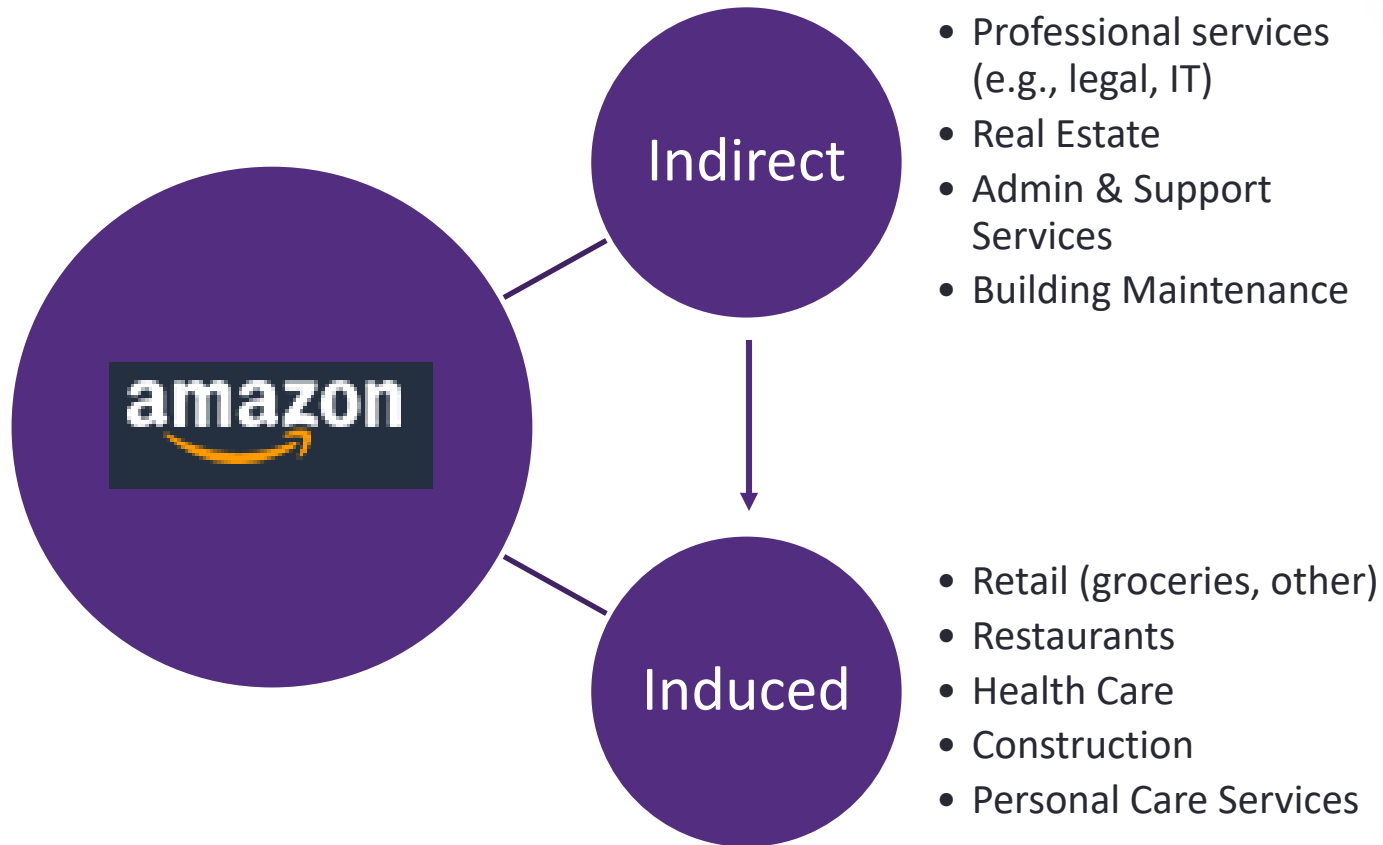 amazon
Indirect
• Professional services
(e.g., legal, IT)
• Real Estate
• Admin & Support
Services
• Building Maintenance
Induced
• Retail (groceries, other)
• Restaurants
• Health Care
• Construction
• Personal Care Services